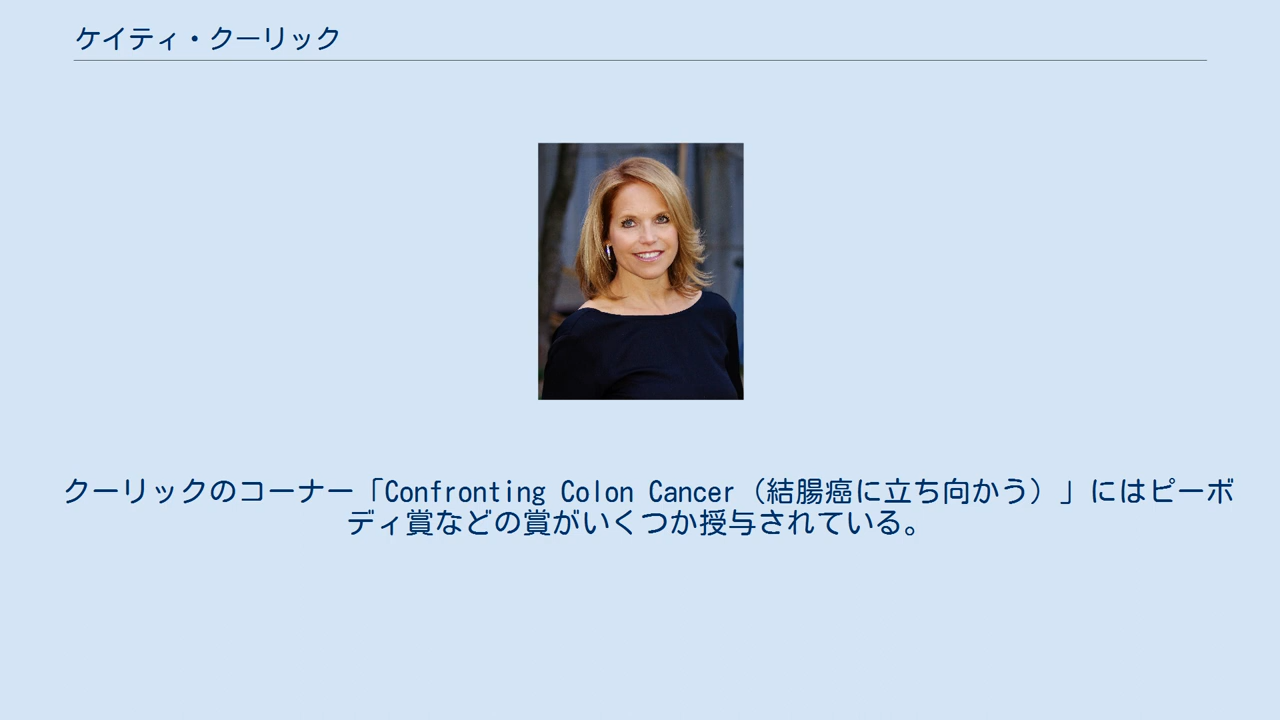 ケイティ・クーリック
クーリックのコーナー「Confronting Colon Cancer（結腸癌に立ち向かう）」にはピーボ
ディ賞などの賞がいくつか授与されている。